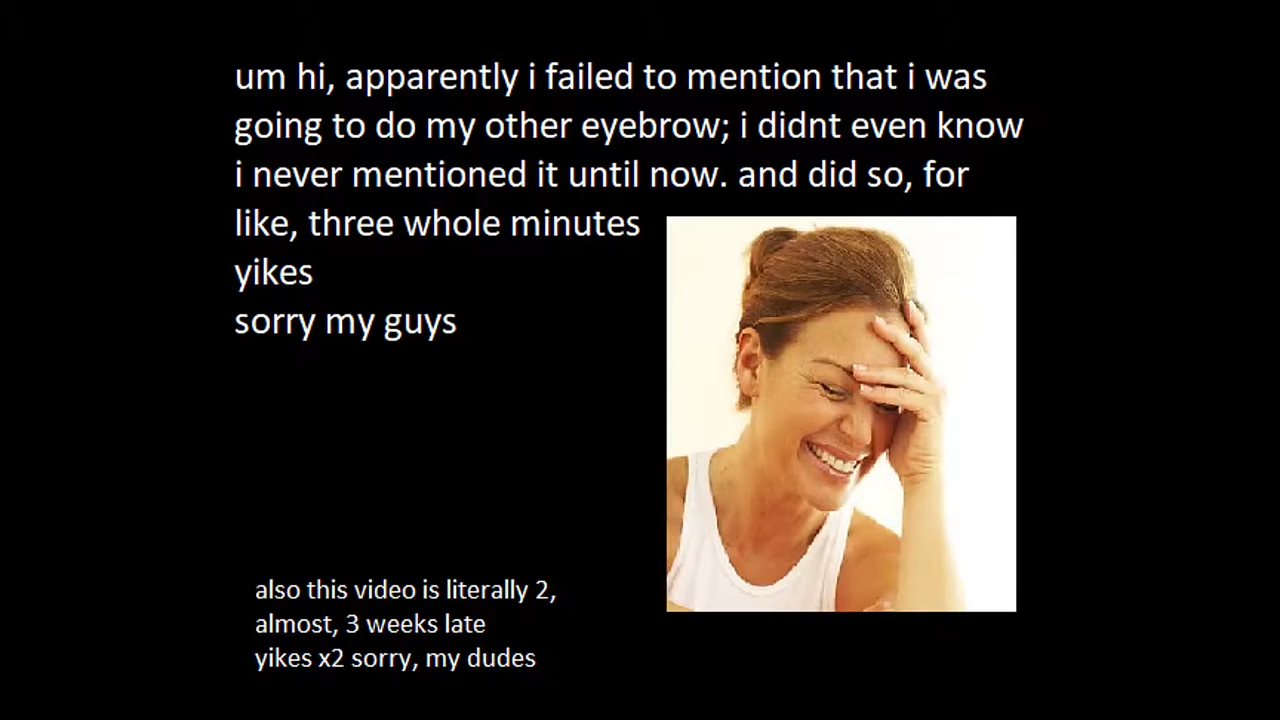 um hi, apparently i failed to mention that i was
going to do my other eyebrow; i didnt even know
i never mentioned it until now. and did so, for
like, three whole minutes
yikes
sorry my guys
also this video is literally 2,
almost, 3 weeks late
yikes x2 sorry, my dudes